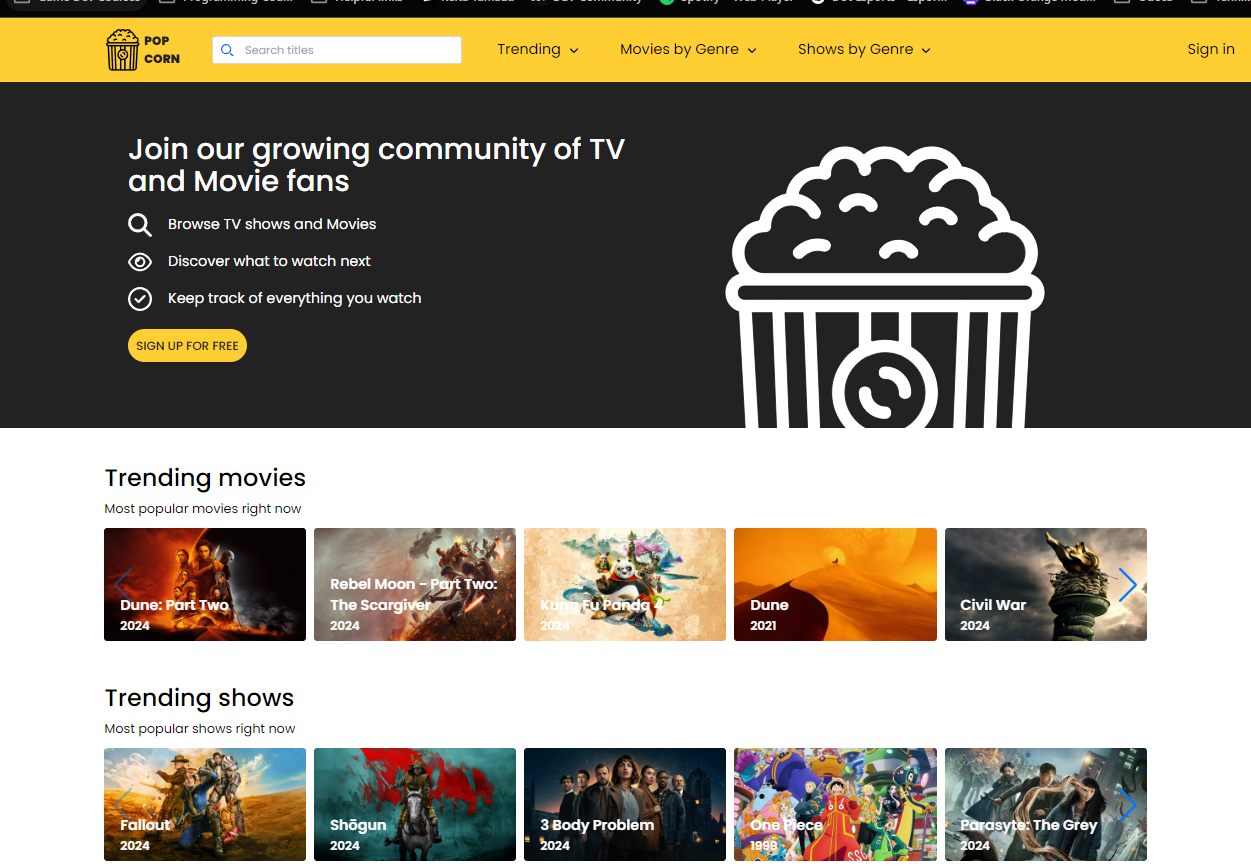 POP
CORN
Search titles
Trending
Movies by Genre
Shows by Genre
Sign in
Join our growing community of TV
and Movie fans
Browse TV shows and Movies
Discover what to watch next
Keep track of everything you watch
SIGN UP FOR FREE
Trending movies
Most popular movies right now
Dune: Part Two
2024
Rebel Moon - Part Two:
The Scargiver
2024
Kung Fu Panda 4
2024
Dune
2021
Civil War
2024
Trending shows
Most popular shows right now
Fallout
2024
Shōgun
2024
3 Body Problem
2024
One Piece
1999
Parasyte: The Grey
2024